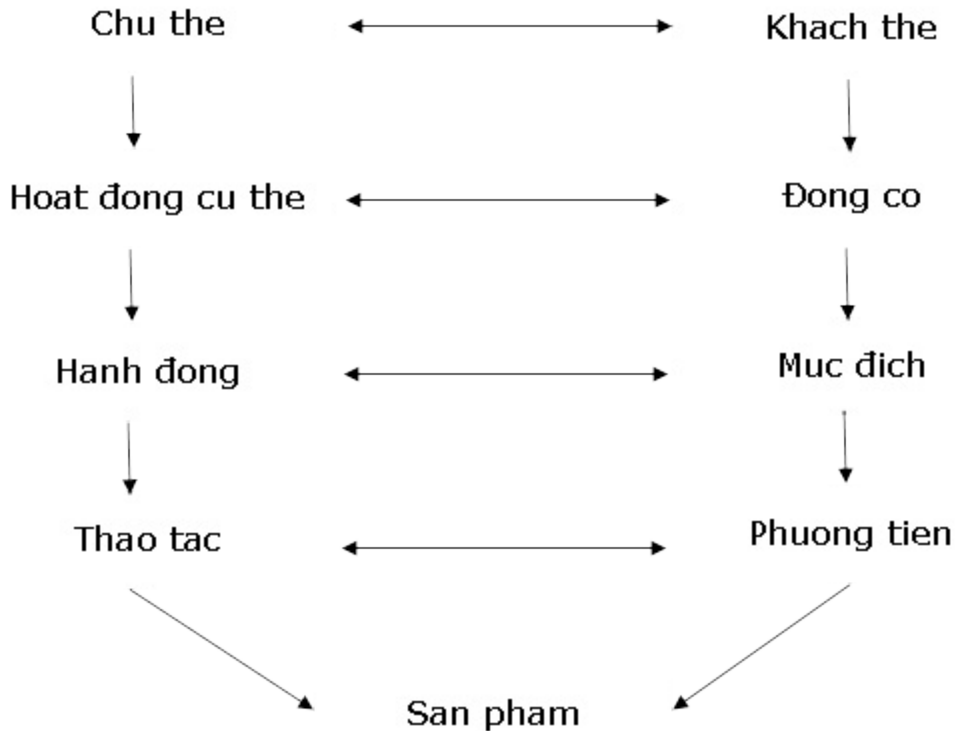 Chu the
Khach the
Hoat đong cu the
Đong co
Hanh đong
Muc đich
Thao tac
Phuong tien
San pham